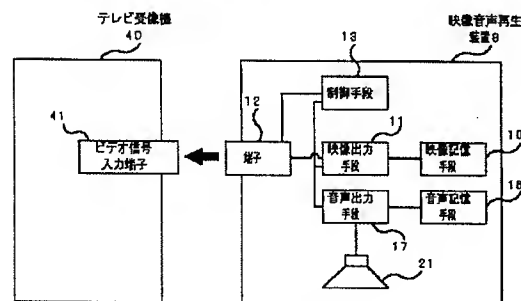 テレビ受像機
40
映像音声再生
装置8
13
制御手段
12
端子
11
41
ビデオ信号
入力端子
映像出力
手段
10
映像記憶
手段
18
音声出力
手段
音声記憶
手段
17
21